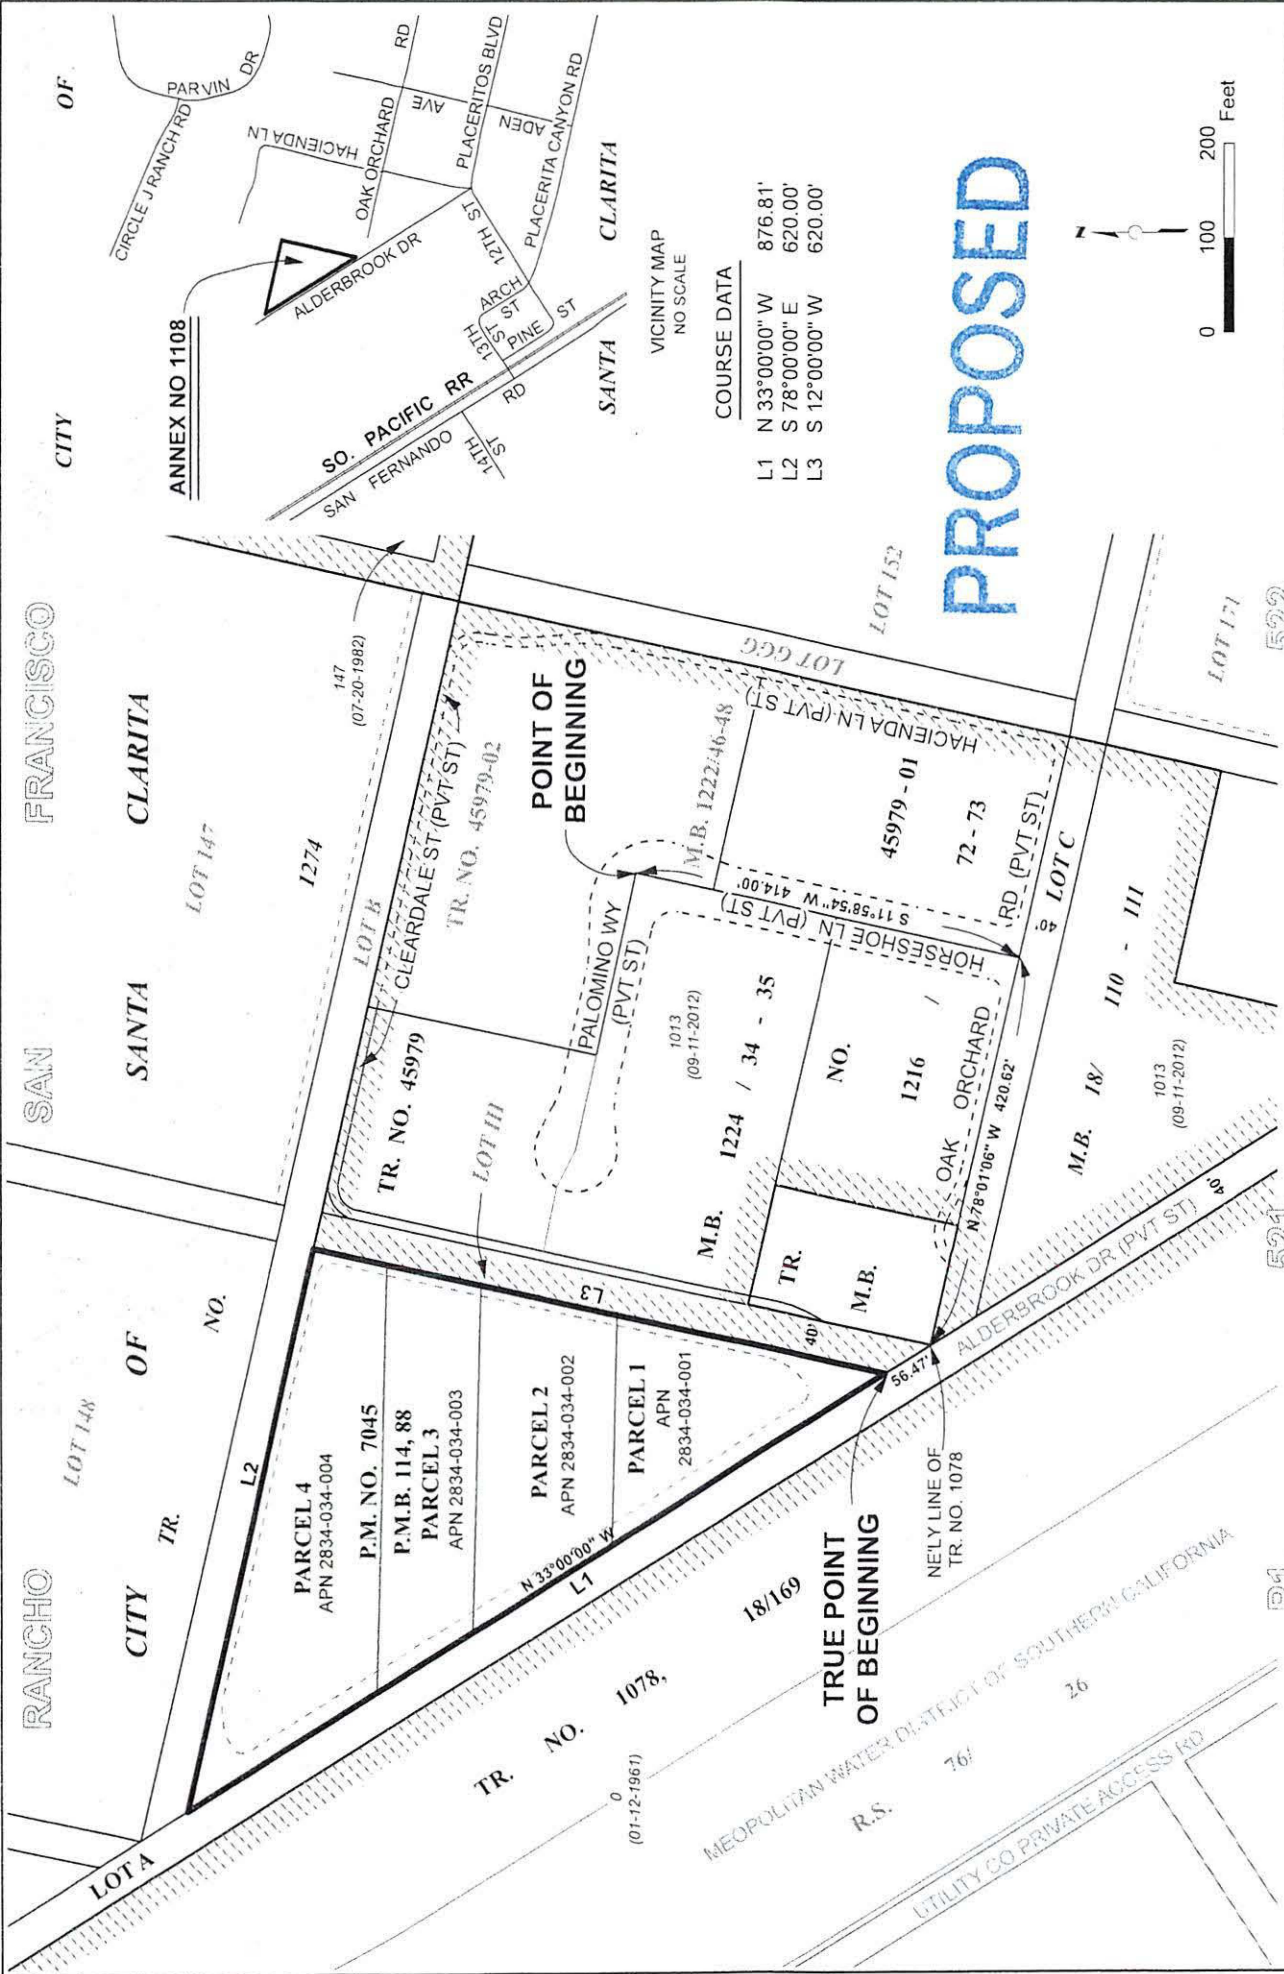 RANCHO SAN FRANCISCO
CITY OF SANTA CLARITA
LOT 148
TR. NO. 1274
LOT 147
147
(07-20-1982)
LOT A
L2
LOT B
PARCEL 4
APN 2834-034-004
P.M. NO. 7045
P.M.B. 114, 88
PARCEL 3
APN 2834-034-003
PARCEL 2
APN 2834-034-002
PARCEL 1
APN
2834-034-001
N 33°00'00" W
L1
L3
LOT III
40'
56.47'
TR. NO. 45979
CLEARDALE ST (PVT ST)
TR. NO. 45979-02
POINT OF
BEGINNING
PALOMINO WY
(PVT ST)
M.B. 1222/46-48
1013
(09-11-2012)
M.B. 1224 / 34 - 35
HORSESHOE LN (PVT ST)
S 11°58'54" W 414.00'
HACIENDA LN (PVT ST)
LOT GGG
LOT 152
TR. NO. 45979 - 01
M.B. 1216 / 72 - 73
OAK ORCHARD RD (PVT ST)
N 78°01'06" W 420.62'
40' LOT C
LOT 171
M.B. 18/ 110 - 111
1013
(09-11-2012)
ALDERBROOK DR (PVT ST)
40'
TRUE POINT
OF BEGINNING
NE'LY LINE OF
TR. NO. 1078
TR. NO. 1078, 18/169
0
(01-12-1961)
MEOPOLITAN WATER DISTRICT OF SOUTHERN CALIFORNIA
R.S. 76/ 26
UTILITY CO PRIVATE ACCESS RD
CITY OF
ANNEX NO 1108
CIRCLE J RANCH RD
PARVIN DR
HACIENDA LN
OAK ORCHARD RD
ADEN AVE
PLACERITOS BLVD
PLACERITA CANYON RD
ALDERBROOK DR
12TH ST
ARCH ST
13TH ST
PINE ST
SO. PACIFIC RR
SAN FERNANDO RD
14TH ST
SANTA CLARITA
VICINITY MAP
NO SCALE
COURSE DATA
L1 N 33°00'00" W 876.81'
L2 S 78°00'00" E 620.00'
L3 S 12°00'00" W 620.00'
PROPOSED
N
0 100 200 Feet